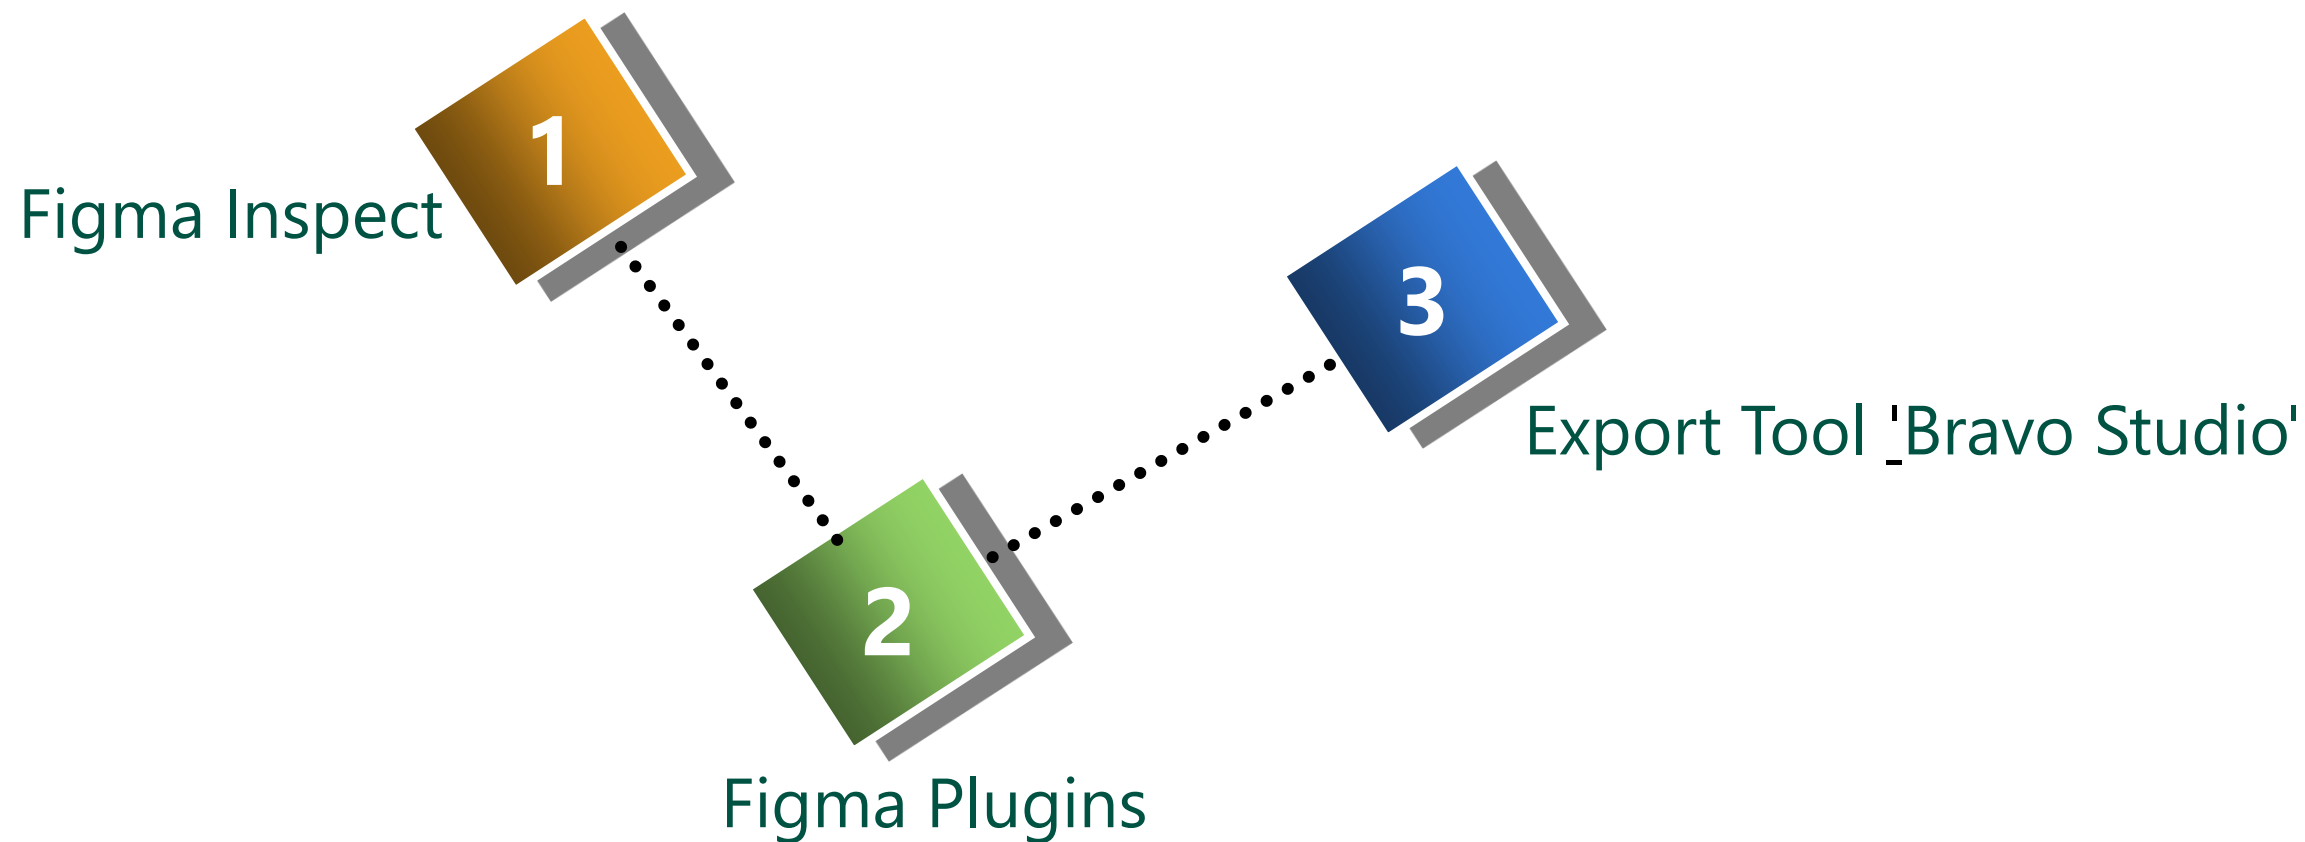 1
Figma Inspect
3
Export Tool 'Bravo Studio'
2
Figma Plugins